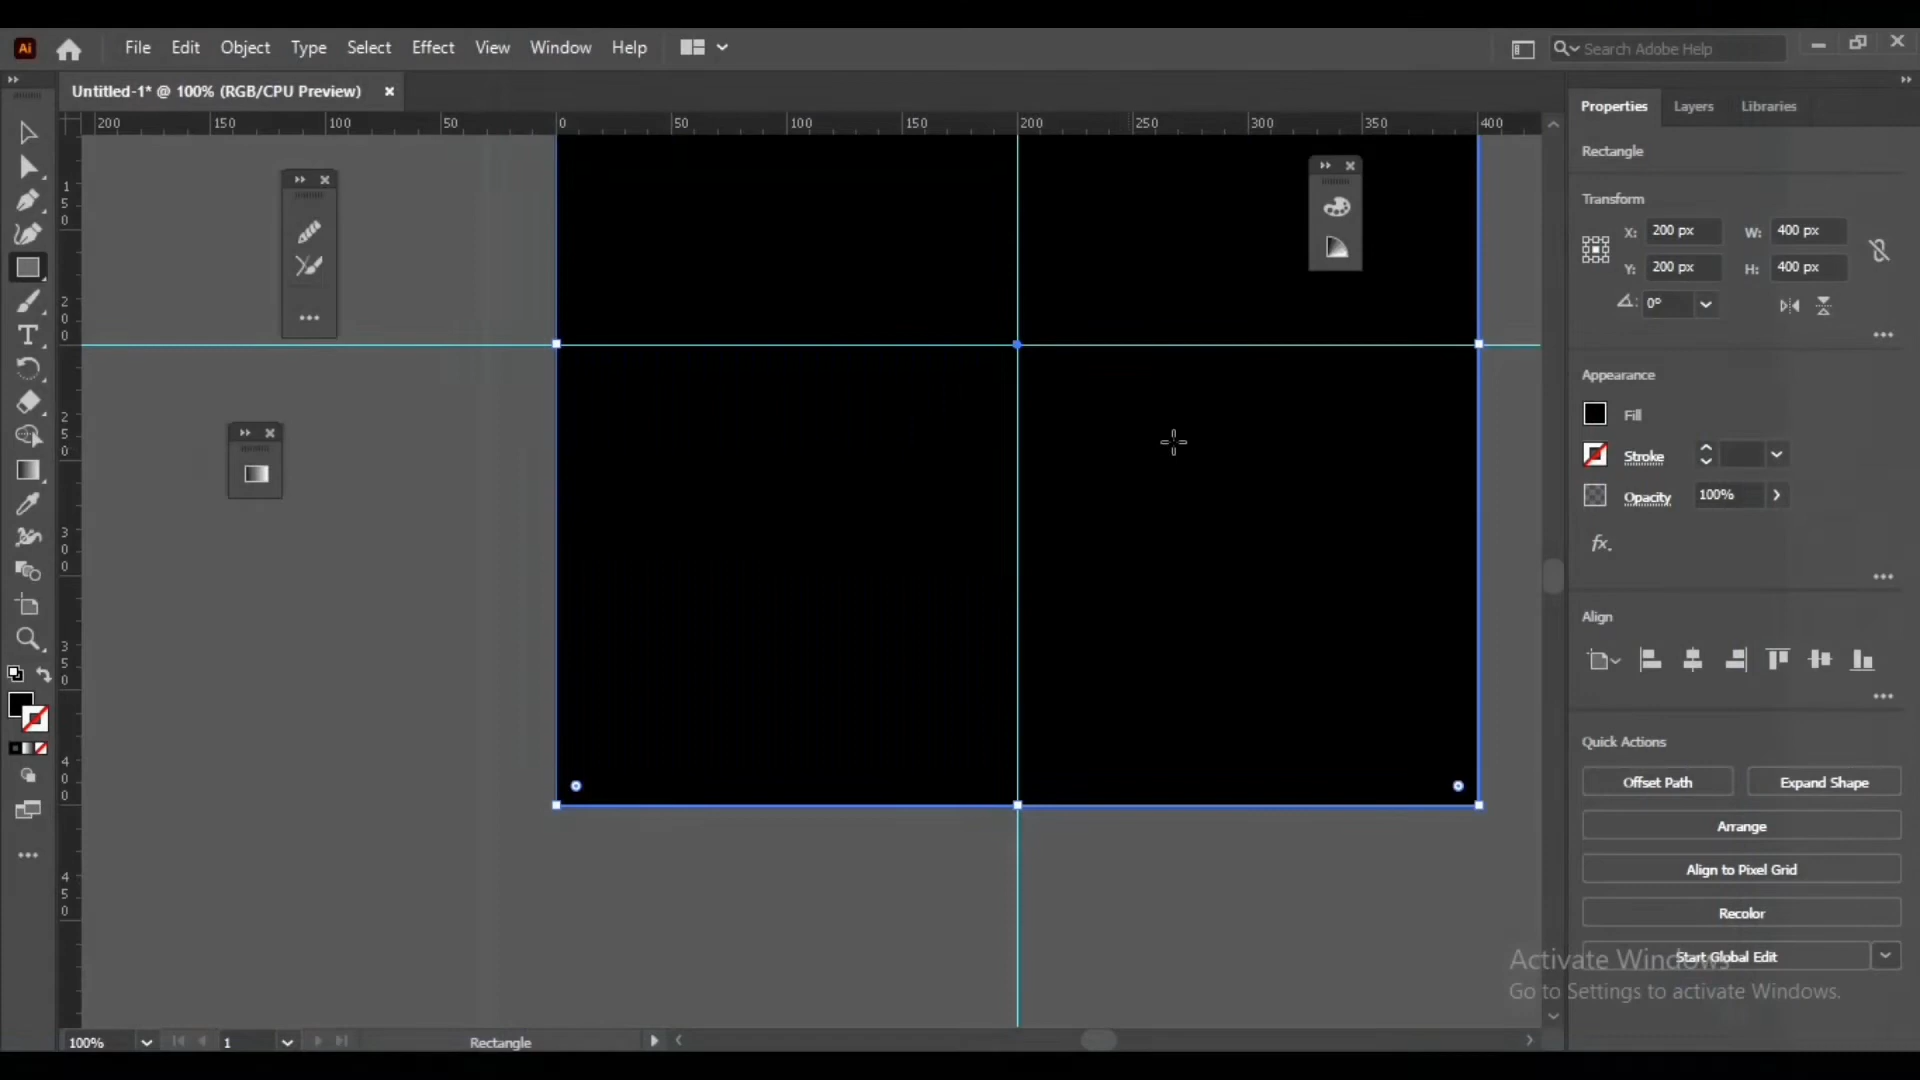 Ai File Edit Object Type Select Effect View Window Help Search Adobe Help
Untitled-1* @ 100% (RGB/CPU Preview)
Properties Layers Libraries
200 150 100 50 0 50 100 150 200 250 300 350 400
Rectangle
Transform
X: 200 px W: 400 px
Y: 200 px H: 400 px
0°
Appearance
Fill
Stroke
Opacity 100%
fx.
Align
Quick Actions
Offset Path Expand Shape
Arrange
Align to Pixel Grid
Recolor
Start Global Edit
Activate Windows
Go to Settings to activate Windows.
150
200
250
300
350
400
450
100% 1 Rectangle